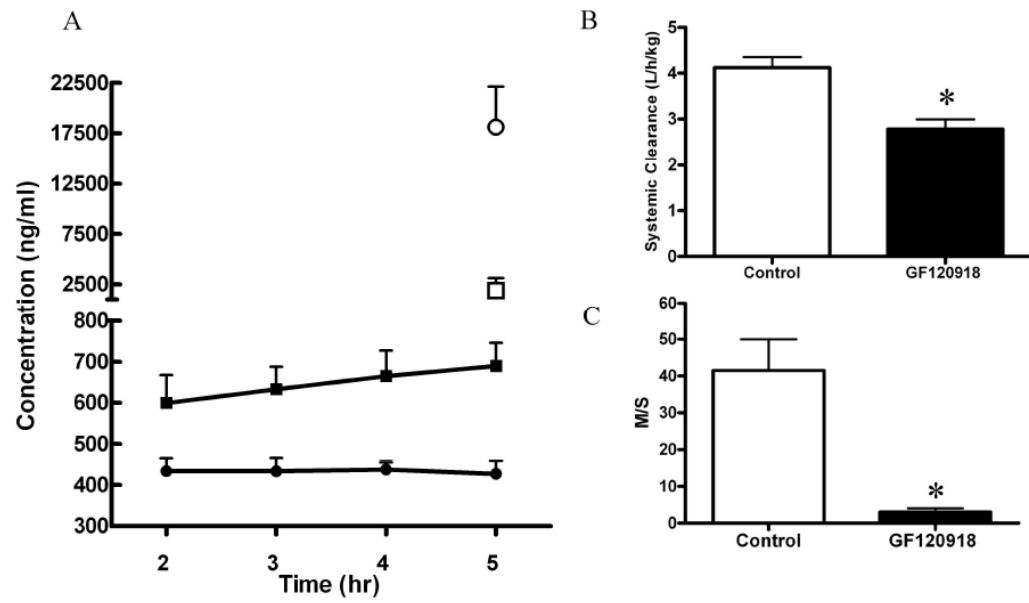 A
Concentration (ng/ml)
22500
17500
12500
7500
2500
800
700
600
500
400
300
2 3 4 5
Time (hr)
B
Systemic Clearance (L/h/kg)
5
4
3
2
1
0
*
Control GF120918
C
M/S
60
50
40
30
20
10
0
*
Control GF120918